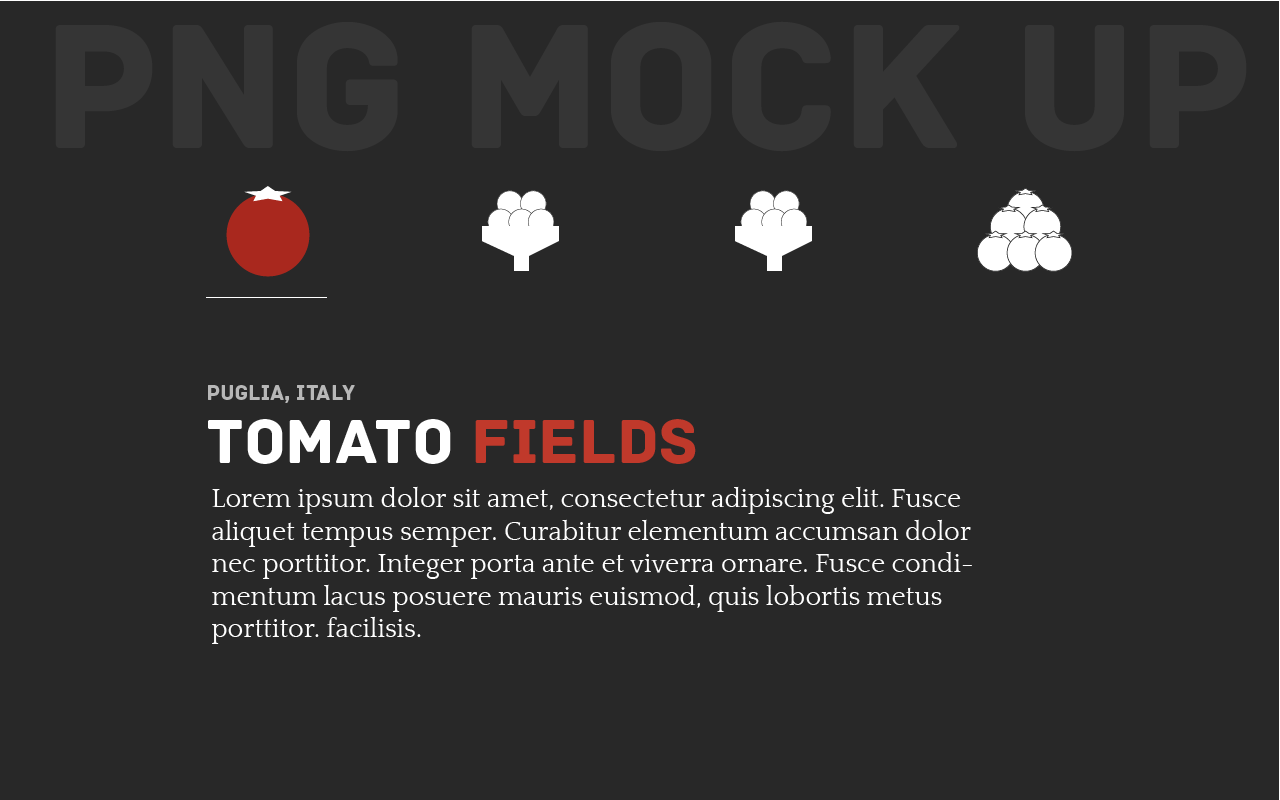 PNG MOCK UP
PUGLIA, ITALY
TOMATO FIELDS
Lorem ipsum dolor sit amet, consectetur adipiscing elit. Fusce
aliquet tempus semper. Curabitur elementum accumsan dolor
nec porttitor. Integer porta ante et viverra ornare. Fusce condi-
mentum lacus posuere mauris euismod, quis lobortis metus
porttitor. facilisis.